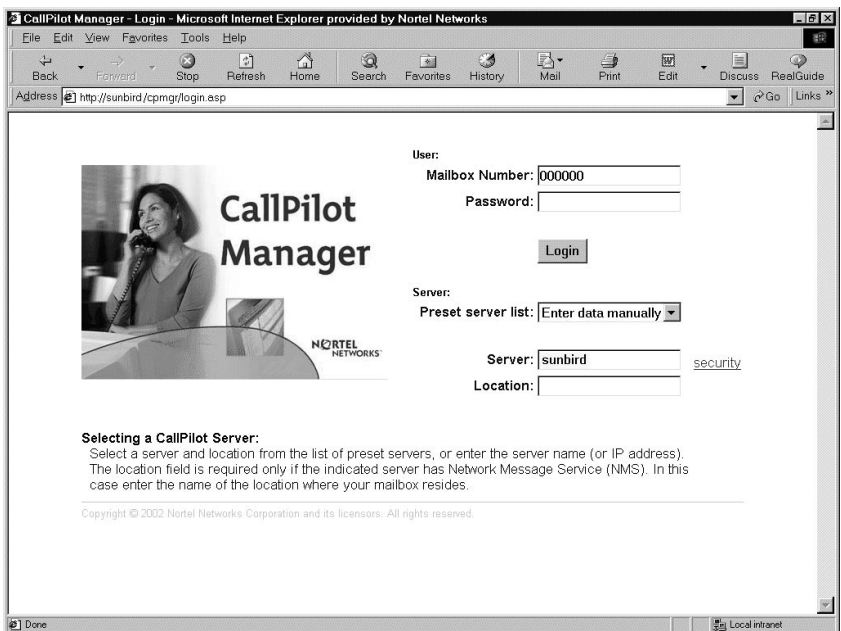 CallPilot Manager - Login - Microsoft Internet Explorer provided by Nortel Networks
File Edit View Favorites Tools Help
Back Forward Stop Refresh Home Search Favorites History Mail Print Edit Discuss RealGuide
Address http://sunbird/cpmgr/login.asp Go Links »
User:
Mailbox Number: 000000
Password:
CallPilot
Manager
Login
Server:
Preset server list: Enter data manually
NORTEL
NETWORKS
Server: sunbird security
Location:
Selecting a CallPilot Server:
Select a server and location from the list of preset servers, or enter the server name (or IP address).
The location field is required only if the indicated server has Network Message Service (NMS). In this
case enter the name of the location where your mailbox resides.
Copyright © 2002 Nortel Networks Corporation and its licensors. All rights reserved.
Done Local intranet